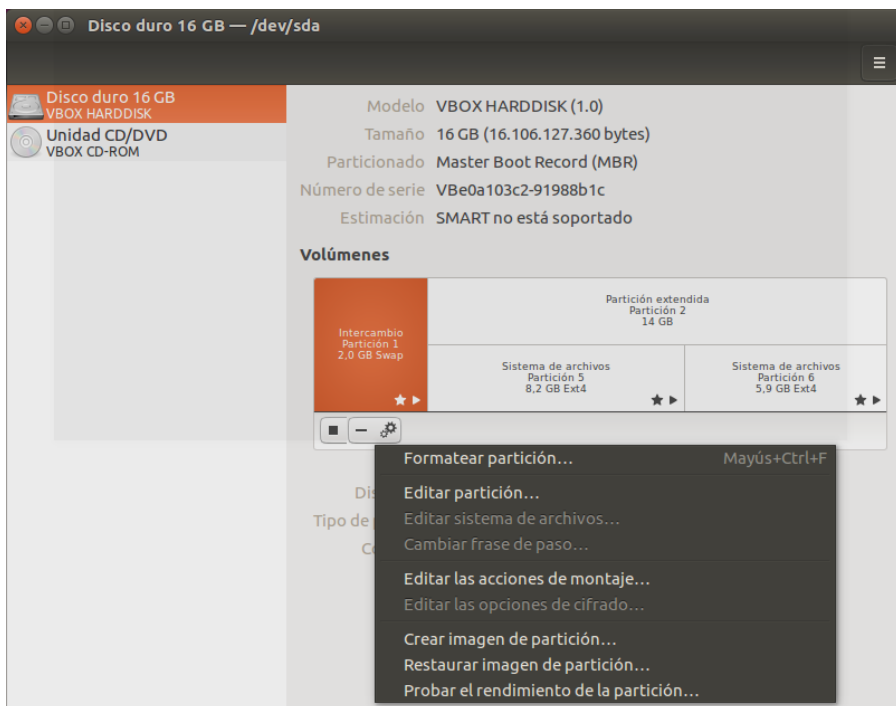 Disco duro 16 GB — /dev/sda
Disco duro 16 GB
VBOX HARDDISK
Unidad CD/DVD
VBOX CD-ROM
Modelo VBOX HARDDISK (1.0)
Tamaño 16 GB (16.106.127.360 bytes)
Particionado Master Boot Record (MBR)
Número de serie VBe0a103c2-91988b1c
Estimación SMART no está soportado
Volúmenes
Intercambio
Partición 1
2,0 GB Swap
Partición extendida
Partición 2
14 GB
Sistema de archivos
Partición 5
8,2 GB Ext4
Sistema de archivos
Partición 6
5,9 GB Ext4
Formatear partición... Mayús+Ctrl+F
Editar partición...
Editar sistema de archivos...
Cambiar frase de paso...
Editar las acciones de montaje...
Editar las opciones de cifrado...
Crear imagen de partición...
Restaurar imagen de partición...
Probar el rendimiento de la partición...
Tipo de